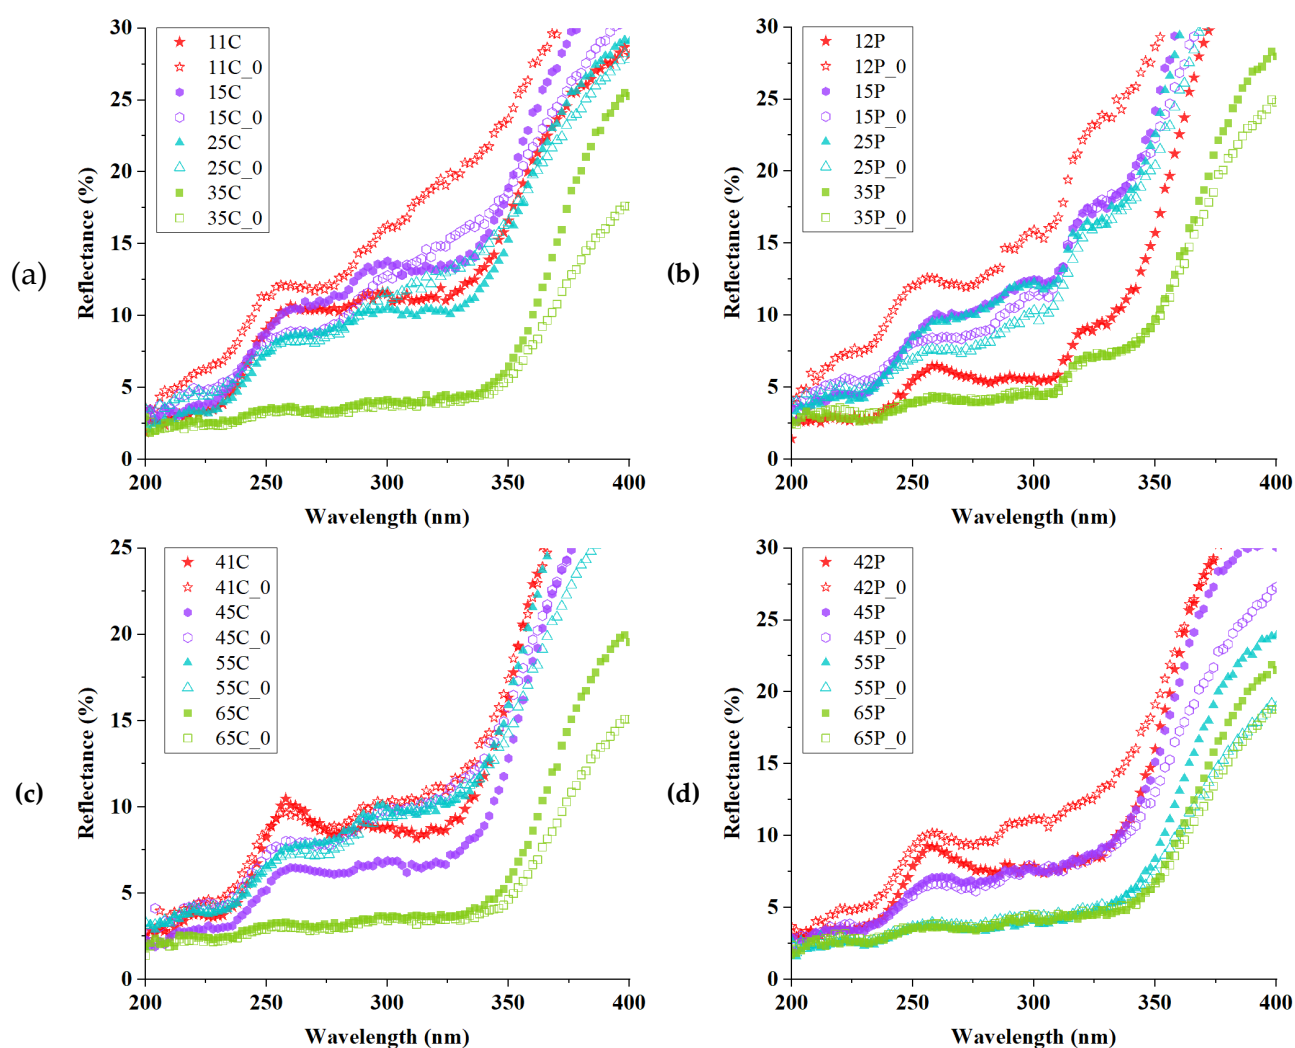 (a)
30
25
20
15
10
5
0
Reflectance (%)
11C
11C_0
15C
15C_0
25C
25C_0
35C
35C_0
200 250 300 350 400
Wavelength (nm)
(b)
30
25
20
15
10
5
0
Reflectance (%)
12P
12P_0
15P
15P_0
25P
25P_0
35P
35P_0
200 250 300 350 400
Wavelength (nm)
(c)
25
20
15
10
5
0
Reflectance (%)
41C
41C_0
45C
45C_0
55C
55C_0
65C
65C_0
200 250 300 350 400
Wavelength (nm)
(d)
30
25
20
15
10
5
0
Reflectance (%)
42P
42P_0
45P
45P_0
55P
55P_0
65P
65P_0
200 250 300 350 400
Wavelength (nm)